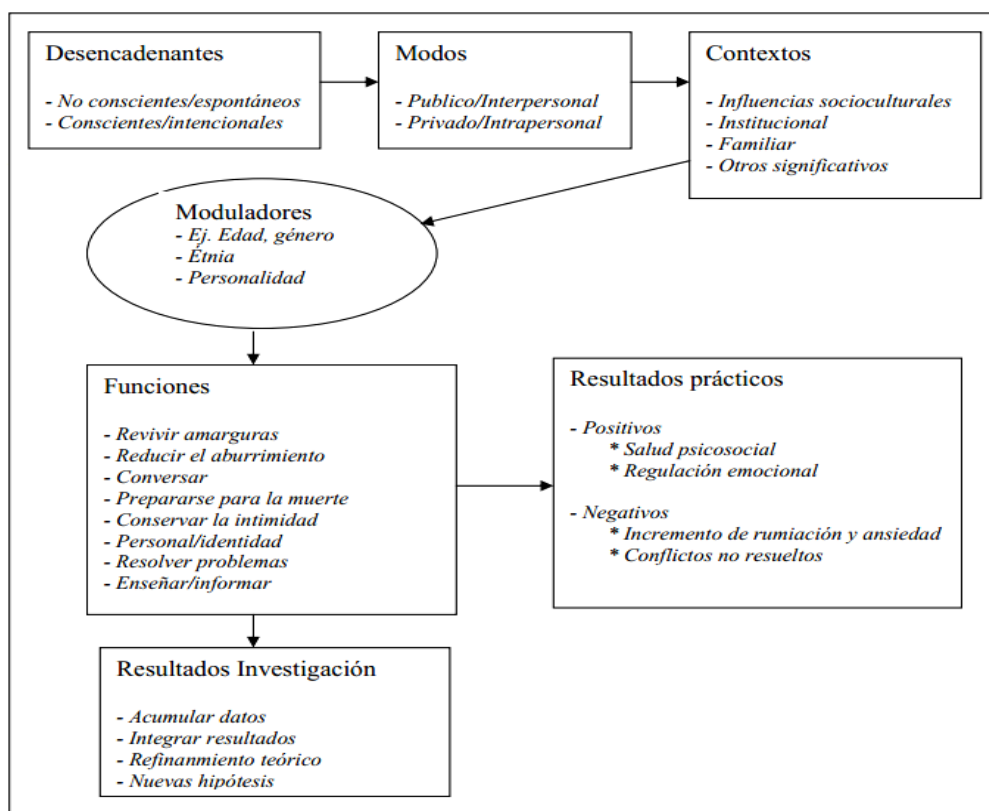 Desencadenantes
- No conscientes/espontáneos
- Conscientes/intencionales
Modos
- Publico/Interpersonal
- Privado/Intrapersonal
Contextos
- Influencias socioculturales
- Institucional
- Familiar
- Otros significativos
Moduladores
- Ej. Edad, género
- Étnia
- Personalidad
Funciones
- Revivir amarguras
- Reducir el aburrimiento
- Conversar
- Prepararse para la muerte
- Conservar la intimidad
- Personal/identidad
- Resolver problemas
- Enseñar/informar
Resultados prácticos
- Positivos
* Salud psicosocial
* Regulación emocional
- Negativos
* Incremento de rumiación y ansiedad
* Conflictos no resueltos
Resultados Investigación
- Acumular datos
- Integrar resultados
- Refinanmiento teórico
- Nuevas hipótesis